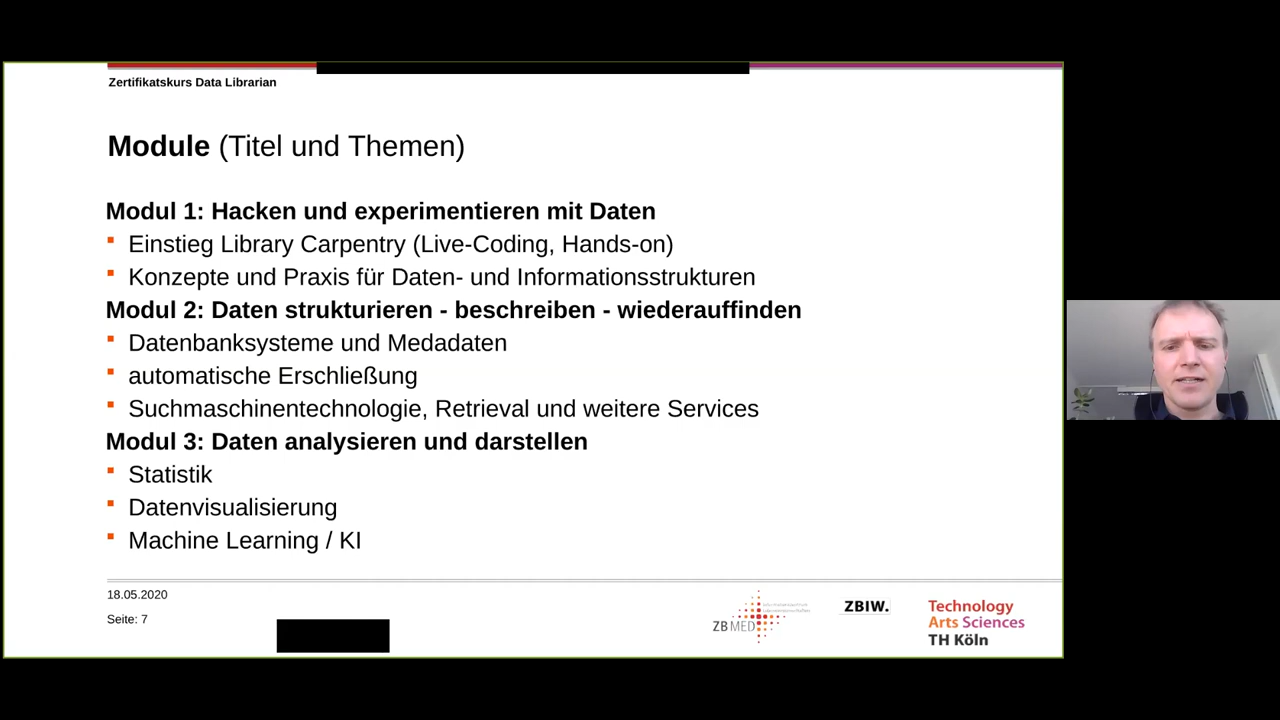 Zertifikatskurs Data Librarian
Module (Titel und Themen)
Modul 1: Hacken und experimentieren mit Daten
Einstieg Library Carpentry (Live-Coding, Hands-on)
Konzepte und Praxis für Daten- und Informationsstrukturen
Modul 2: Daten strukturieren - beschreiben - wiederauffinden
Datenbanksysteme und Medadaten
automatische Erschließung
Suchmaschinentechnologie, Retrieval und weitere Services
Modul 3: Daten analysieren und darstellen
Statistik
Datenvisualisierung
Machine Learning / KI
18.05.2020
Seite: 7
ZB MED
ZBIW.
Technology
Arts Sciences
TH Köln